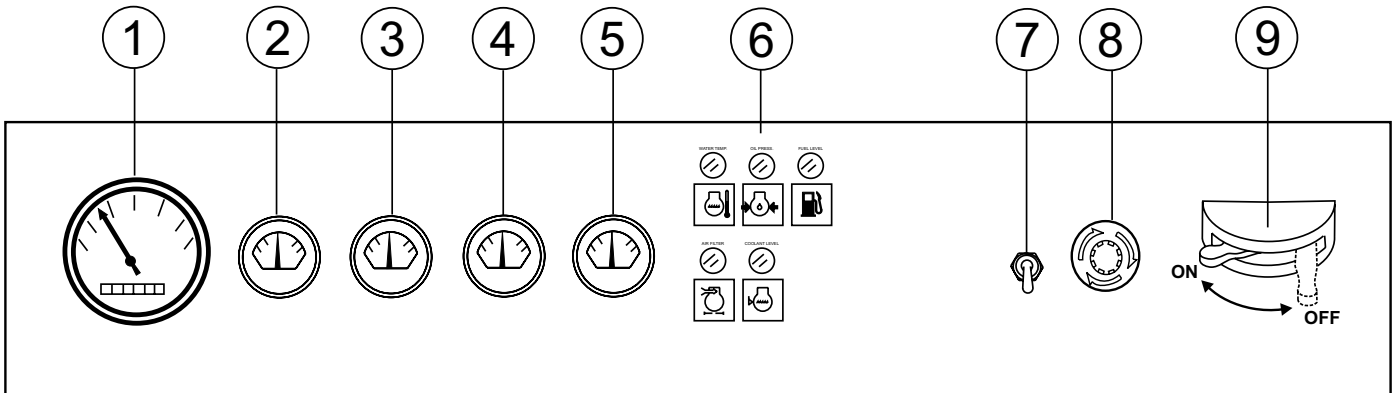 1 2 3 4 5 6 7 8 9
WATER TEMP. OIL PRESS. FUEL LEVEL
AIR FILTER COOLANT LEVEL
ON
OFF